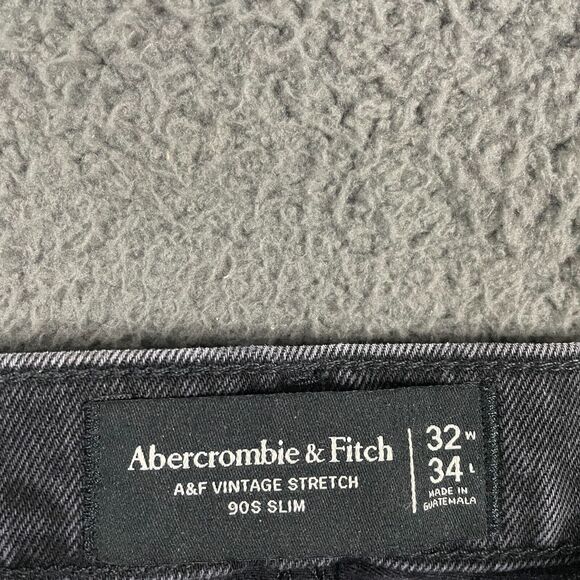 Abercrombie & Fitch
A&F VINTAGE STRETCH
90S SLIM
32 W
34 L
MADE IN
GUATEMALA